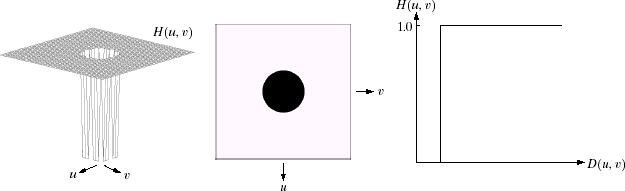 H(u, v)
u
v
v
u
H(u, v)
1.0
D(u, v)